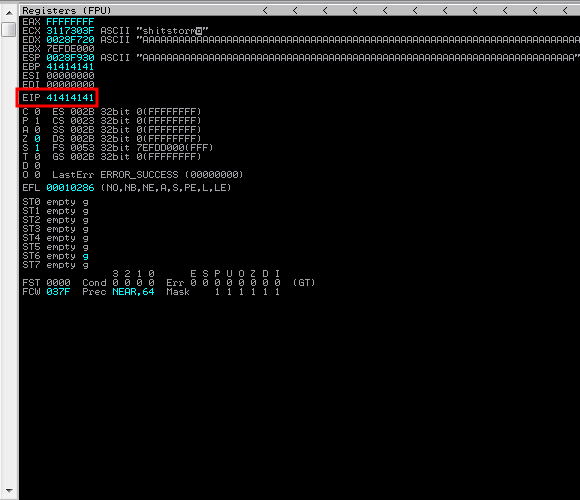 Registers (FPU) < < < < < < < < < < <
EAX FFFFFFFF
ECX 3117303F ASCII "shitstorm
EDX 0028F720 ASCII
EBX 7EFDE000
ESP 0028F930 ASCII
EBP 41414141
ESI 00000000
EDI 00000000
EIP 41414141
C 0 ES 002B 32bit 0(FFFFFFFF)
P 1 CS 0023 32bit 0(FFFFFFFF)
A 0 SS 002B 32bit 0(FFFFFFFF)
Z 0 DS 002B 32bit 0(FFFFFFFF)
S 1 FS 0053 32bit 7EFDD000(FFF)
T 0 GS 002B 32bit 0(FFFFFFFF)
D 0
O 0 LastErr ERROR_SUCCESS (00000000)
EFL 00010286 (NO,NB,NE,A,S,PE,L,LE)
ST0 empty g
ST1 empty g
ST2 empty g
ST3 empty g
ST4 empty g
ST5 empty g
ST6 empty g
ST7 empty g
3 2 1 0 E S P U O Z D I
FST 0000 Cond 0 0 0 0 Err 0 0 0 0 0 0 0 0 (GT)
FCW 037F Prec NEAR,64 Mask 1 1 1 1 1 1